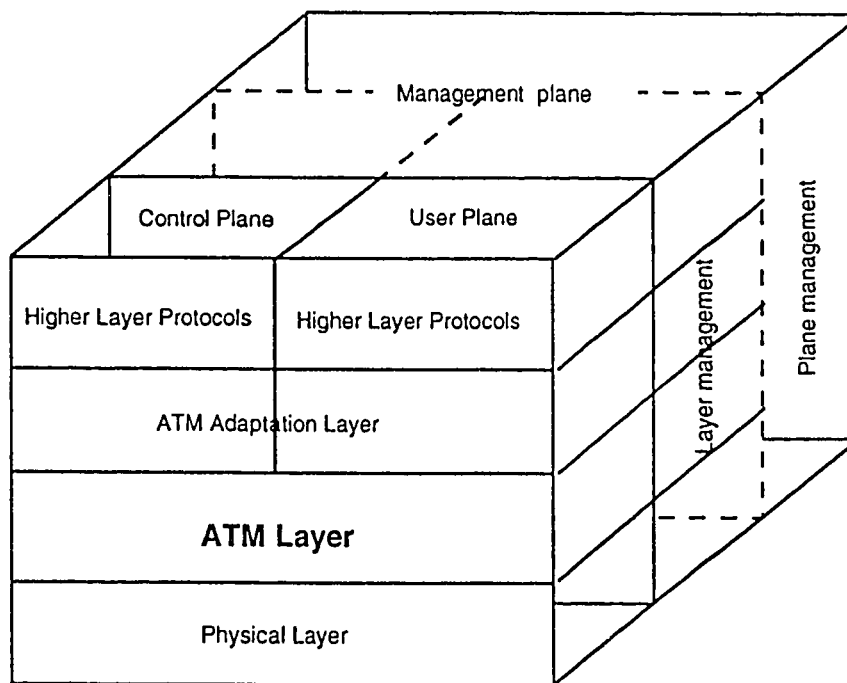 Management plane
Control Plane
User Plane
Higher Layer Protocols
Higher Layer Protocols
ATM Adaptation Layer
ATM Layer
Physical Layer
Layer management
Plane management